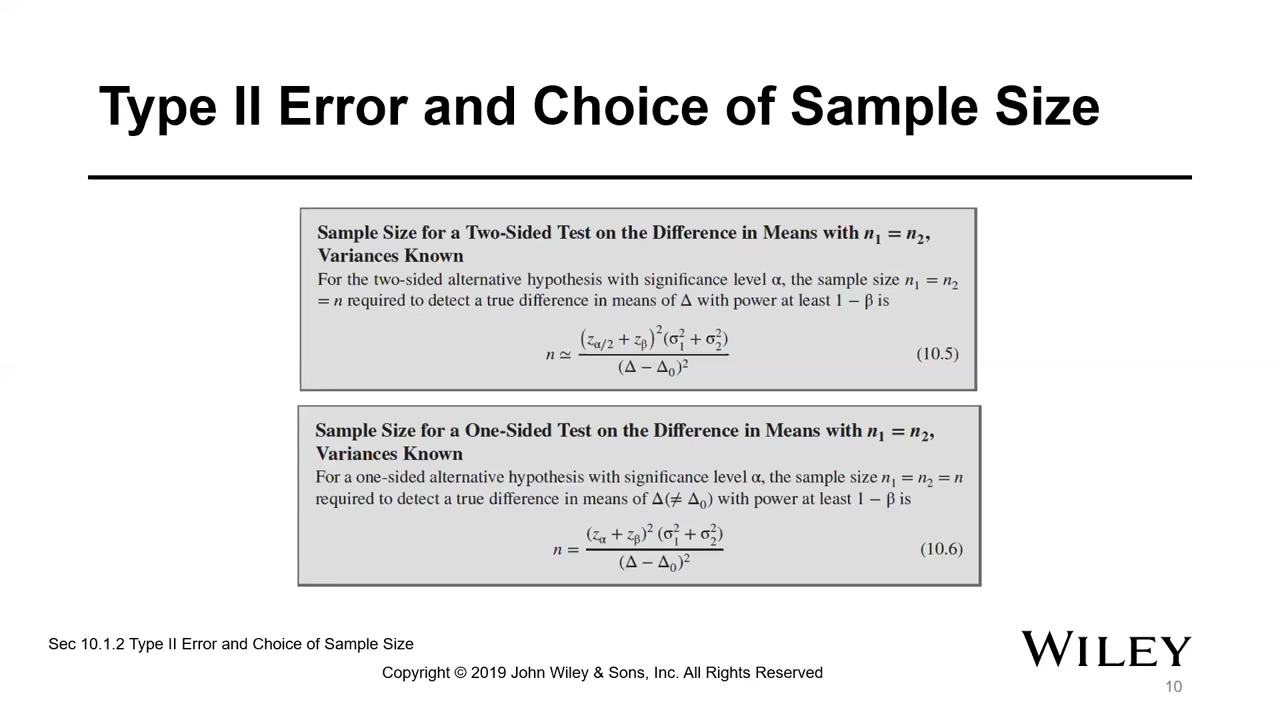 Type II Error and Choice of Sample Size
Sample Size for a Two-Sided Test on the Difference in Means with n₁ = n₂,
Variances Known
For the two-sided alternative hypothesis with significance level α, the sample size n₁ = n₂
= n required to detect a true difference in means of Δ with power at least 1 − β is
n ≃ (z_{α/2} + z_β)² (σ₁² + σ₂²) / (Δ − Δ₀)² (10.5)
Sample Size for a One-Sided Test on the Difference in Means with n₁ = n₂,
Variances Known
For a one-sided alternative hypothesis with significance level α, the sample size n₁ = n₂ = n
required to detect a true difference in means of Δ(≠ Δ₀) with power at least 1 − β is
n = (z_α + z_β)² (σ₁² + σ₂²) / (Δ − Δ₀)² (10.6)
Sec 10.1.2 Type II Error and Choice of Sample Size
WILEY
Copyright © 2019 John Wiley & Sons, Inc. All Rights Reserved
10